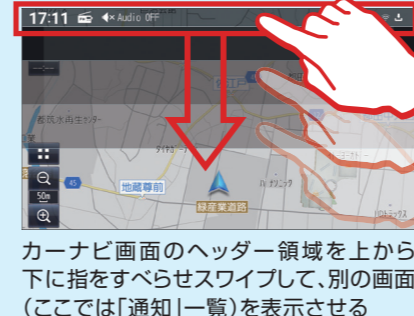 17:11 Audio OFF
都筑水再生センター
地蔵尊前
45
50m
緑産業道路
カーナビ画面のヘッダー領域を上から
下に指をすべらせスワイプして、別の画面
（ここでは「通知」一覧）を表示させる